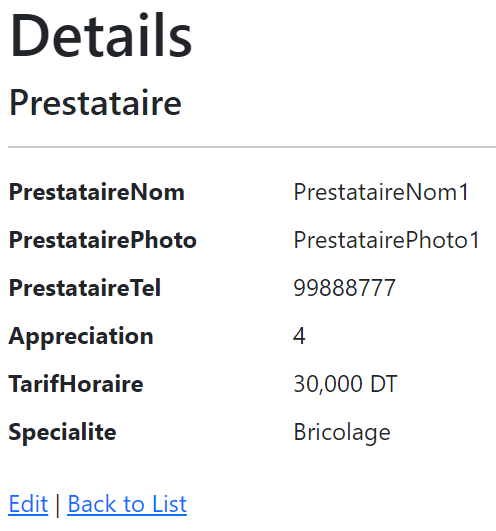 Details
Prestataire
PrestataireNom PrestataireNom1
PrestatairePhoto PrestatairePhoto1
PrestataireTel 99888777
Appreciation 4
TarifHoraire 30,000 DT
Specialite Bricolage
Edit | Back to List